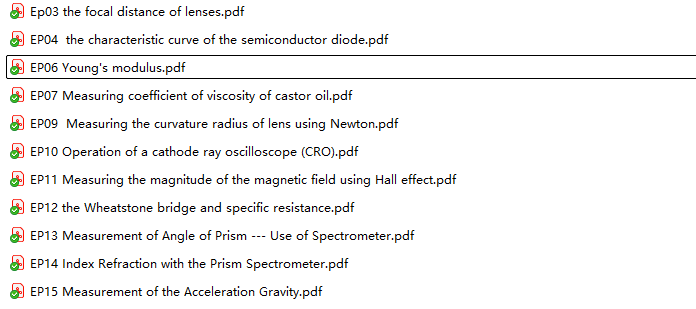 Ep03 the focal distance of lenses.pdf
EP04  the characteristic curve of the semiconductor diode.pdf
EP06 Young's modulus.pdf
EP07 Measuring coefficient of viscosity of castor oil.pdf
EP09  Measuring the curvature radius of lens using Newton.pdf
EP10 Operation of a cathode ray oscilloscope (CRO).pdf
EP11 Measuring the magnitude of the magnetic field using Hall effect.pdf
EP12 the Wheatstone bridge and specific resistance.pdf
EP13 Measurement of Angle of Prism --- Use of Spectrometer.pdf
EP14 Index Refraction with the Prism Spectrometer.pdf
EP15 Measurement of the Acceleration Gravity.pdf